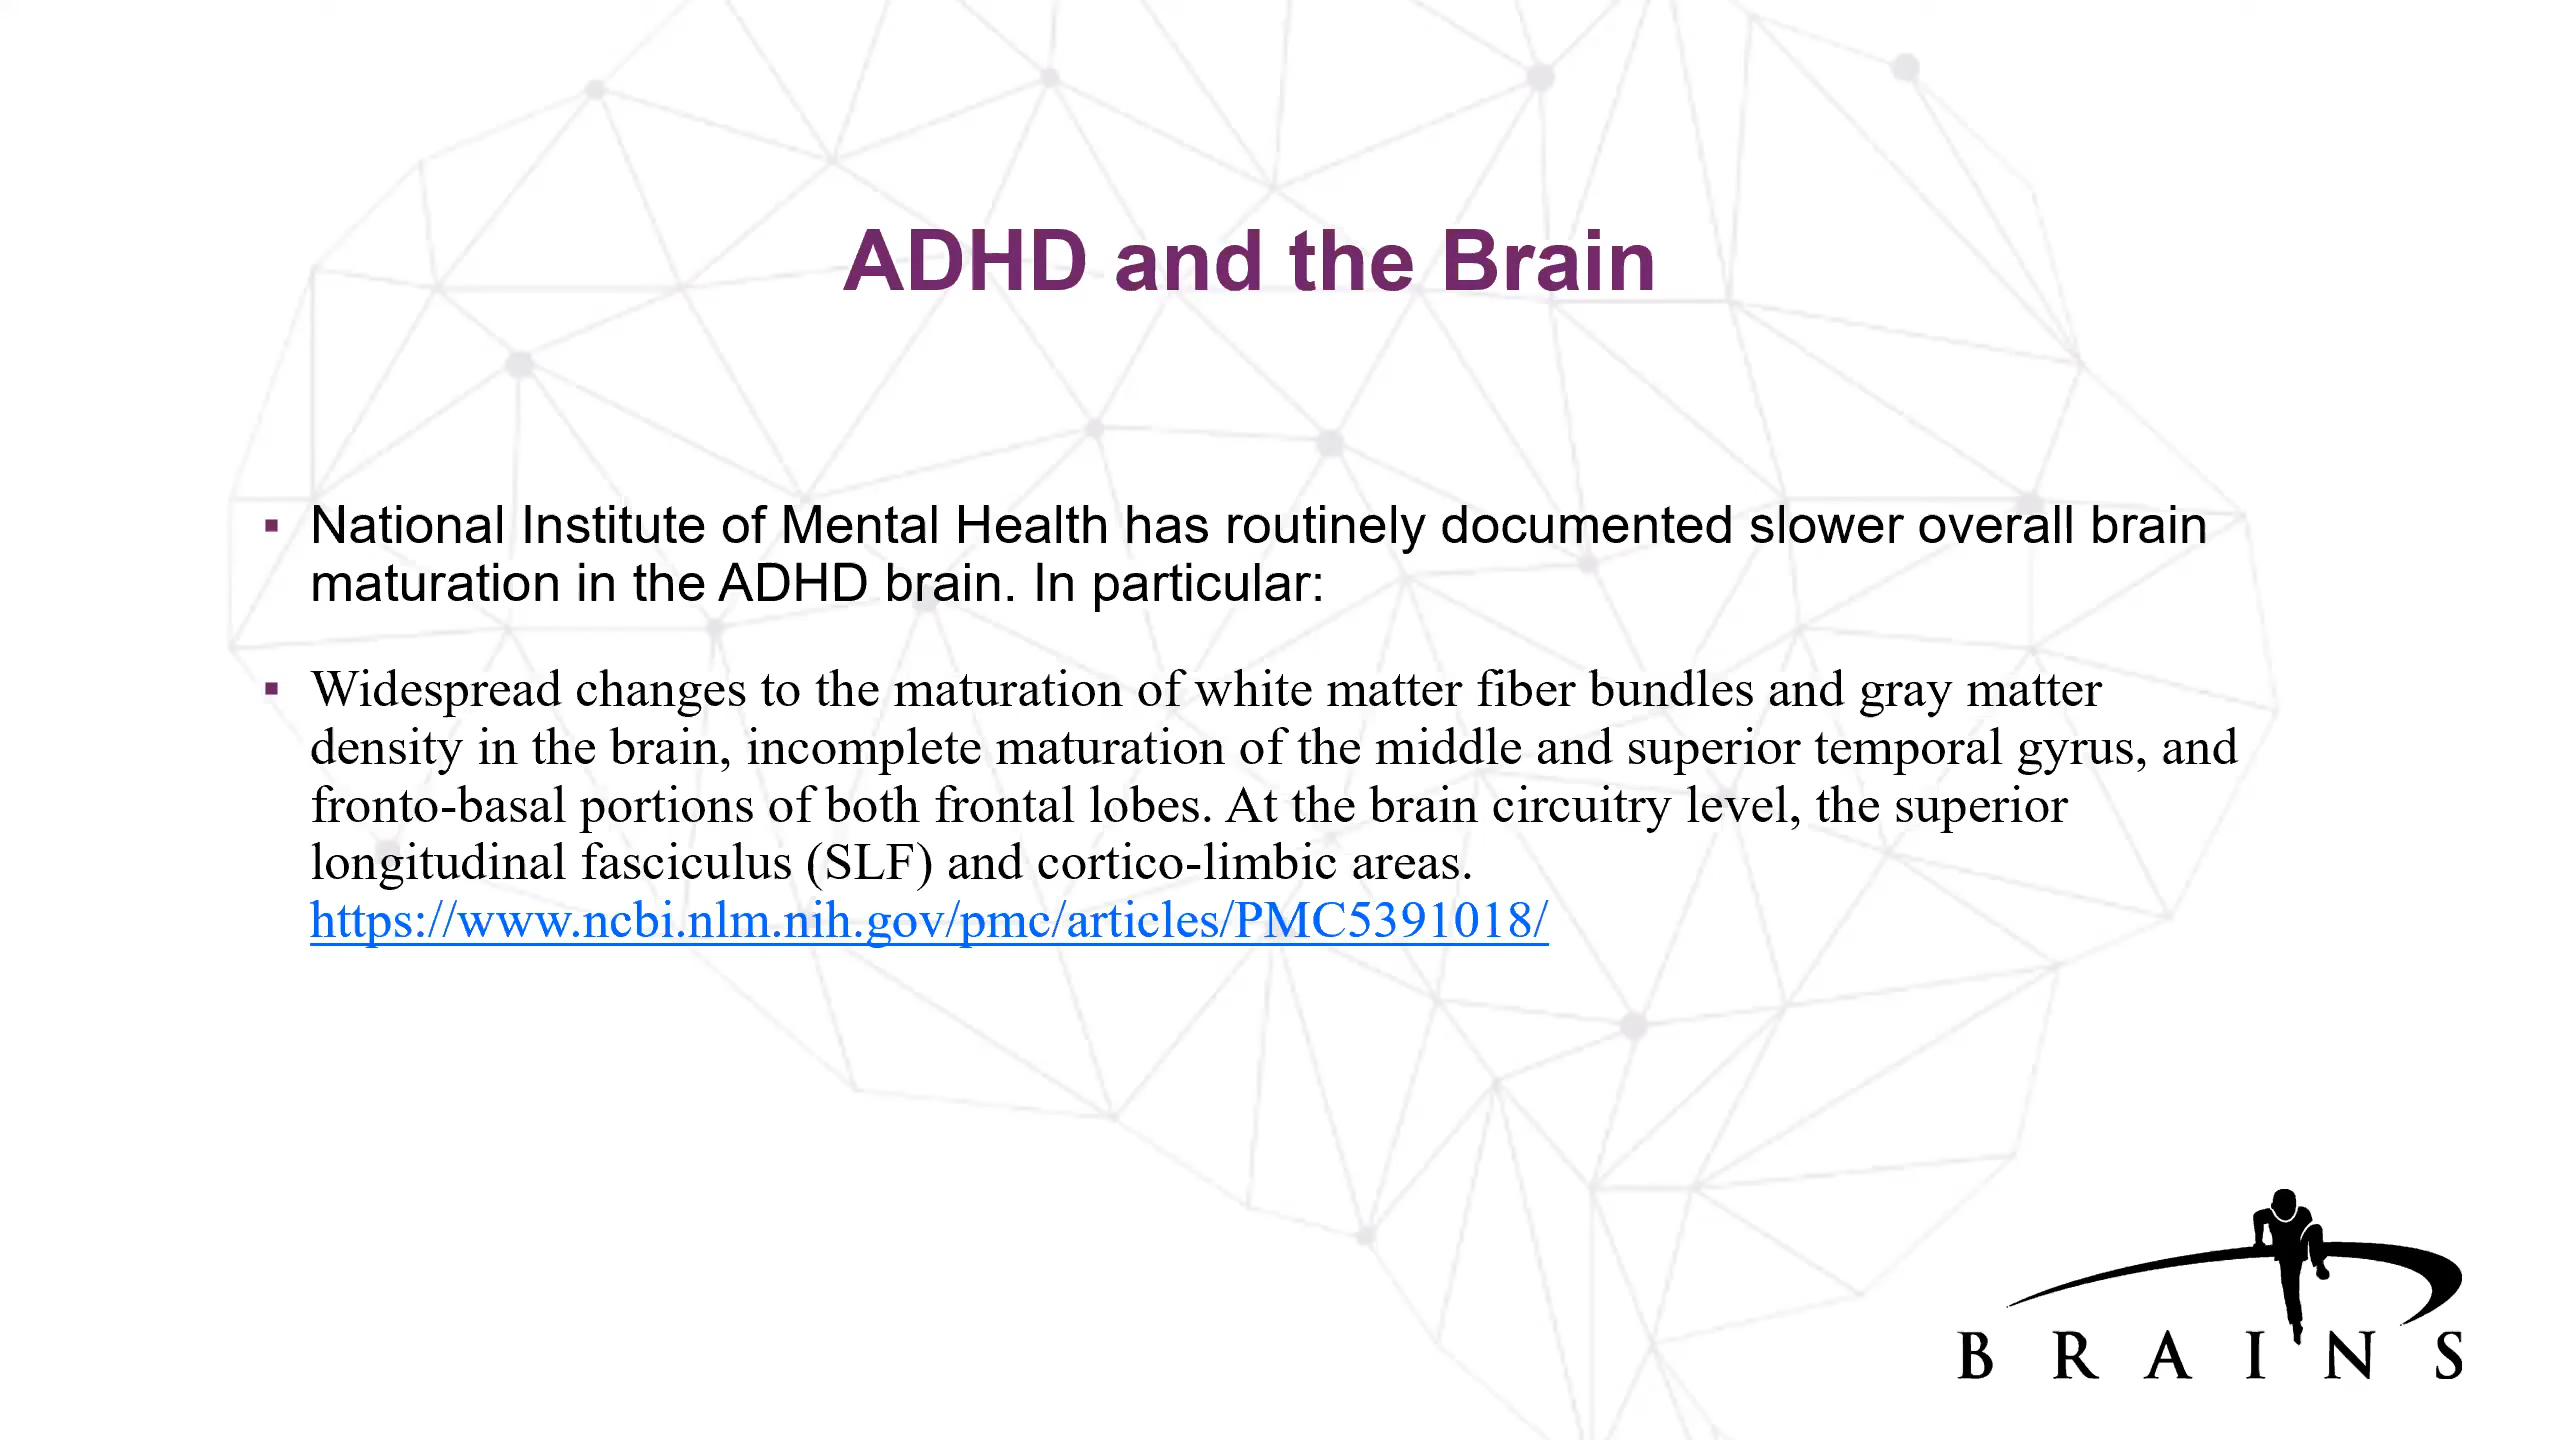 ADHD and the Brain
▪ National Institute of Mental Health has routinely documented slower overall brain
maturation in the ADHD brain. In particular:
▪ Widespread changes to the maturation of white matter fiber bundles and gray matter
density in the brain, incomplete maturation of the middle and superior temporal gyrus, and
fronto-basal portions of both frontal lobes. At the brain circuitry level, the superior
longitudinal fasciculus (SLF) and cortico-limbic areas.
https://www.ncbi.nlm.nih.gov/pmc/articles/PMC5391018/
BRAINS